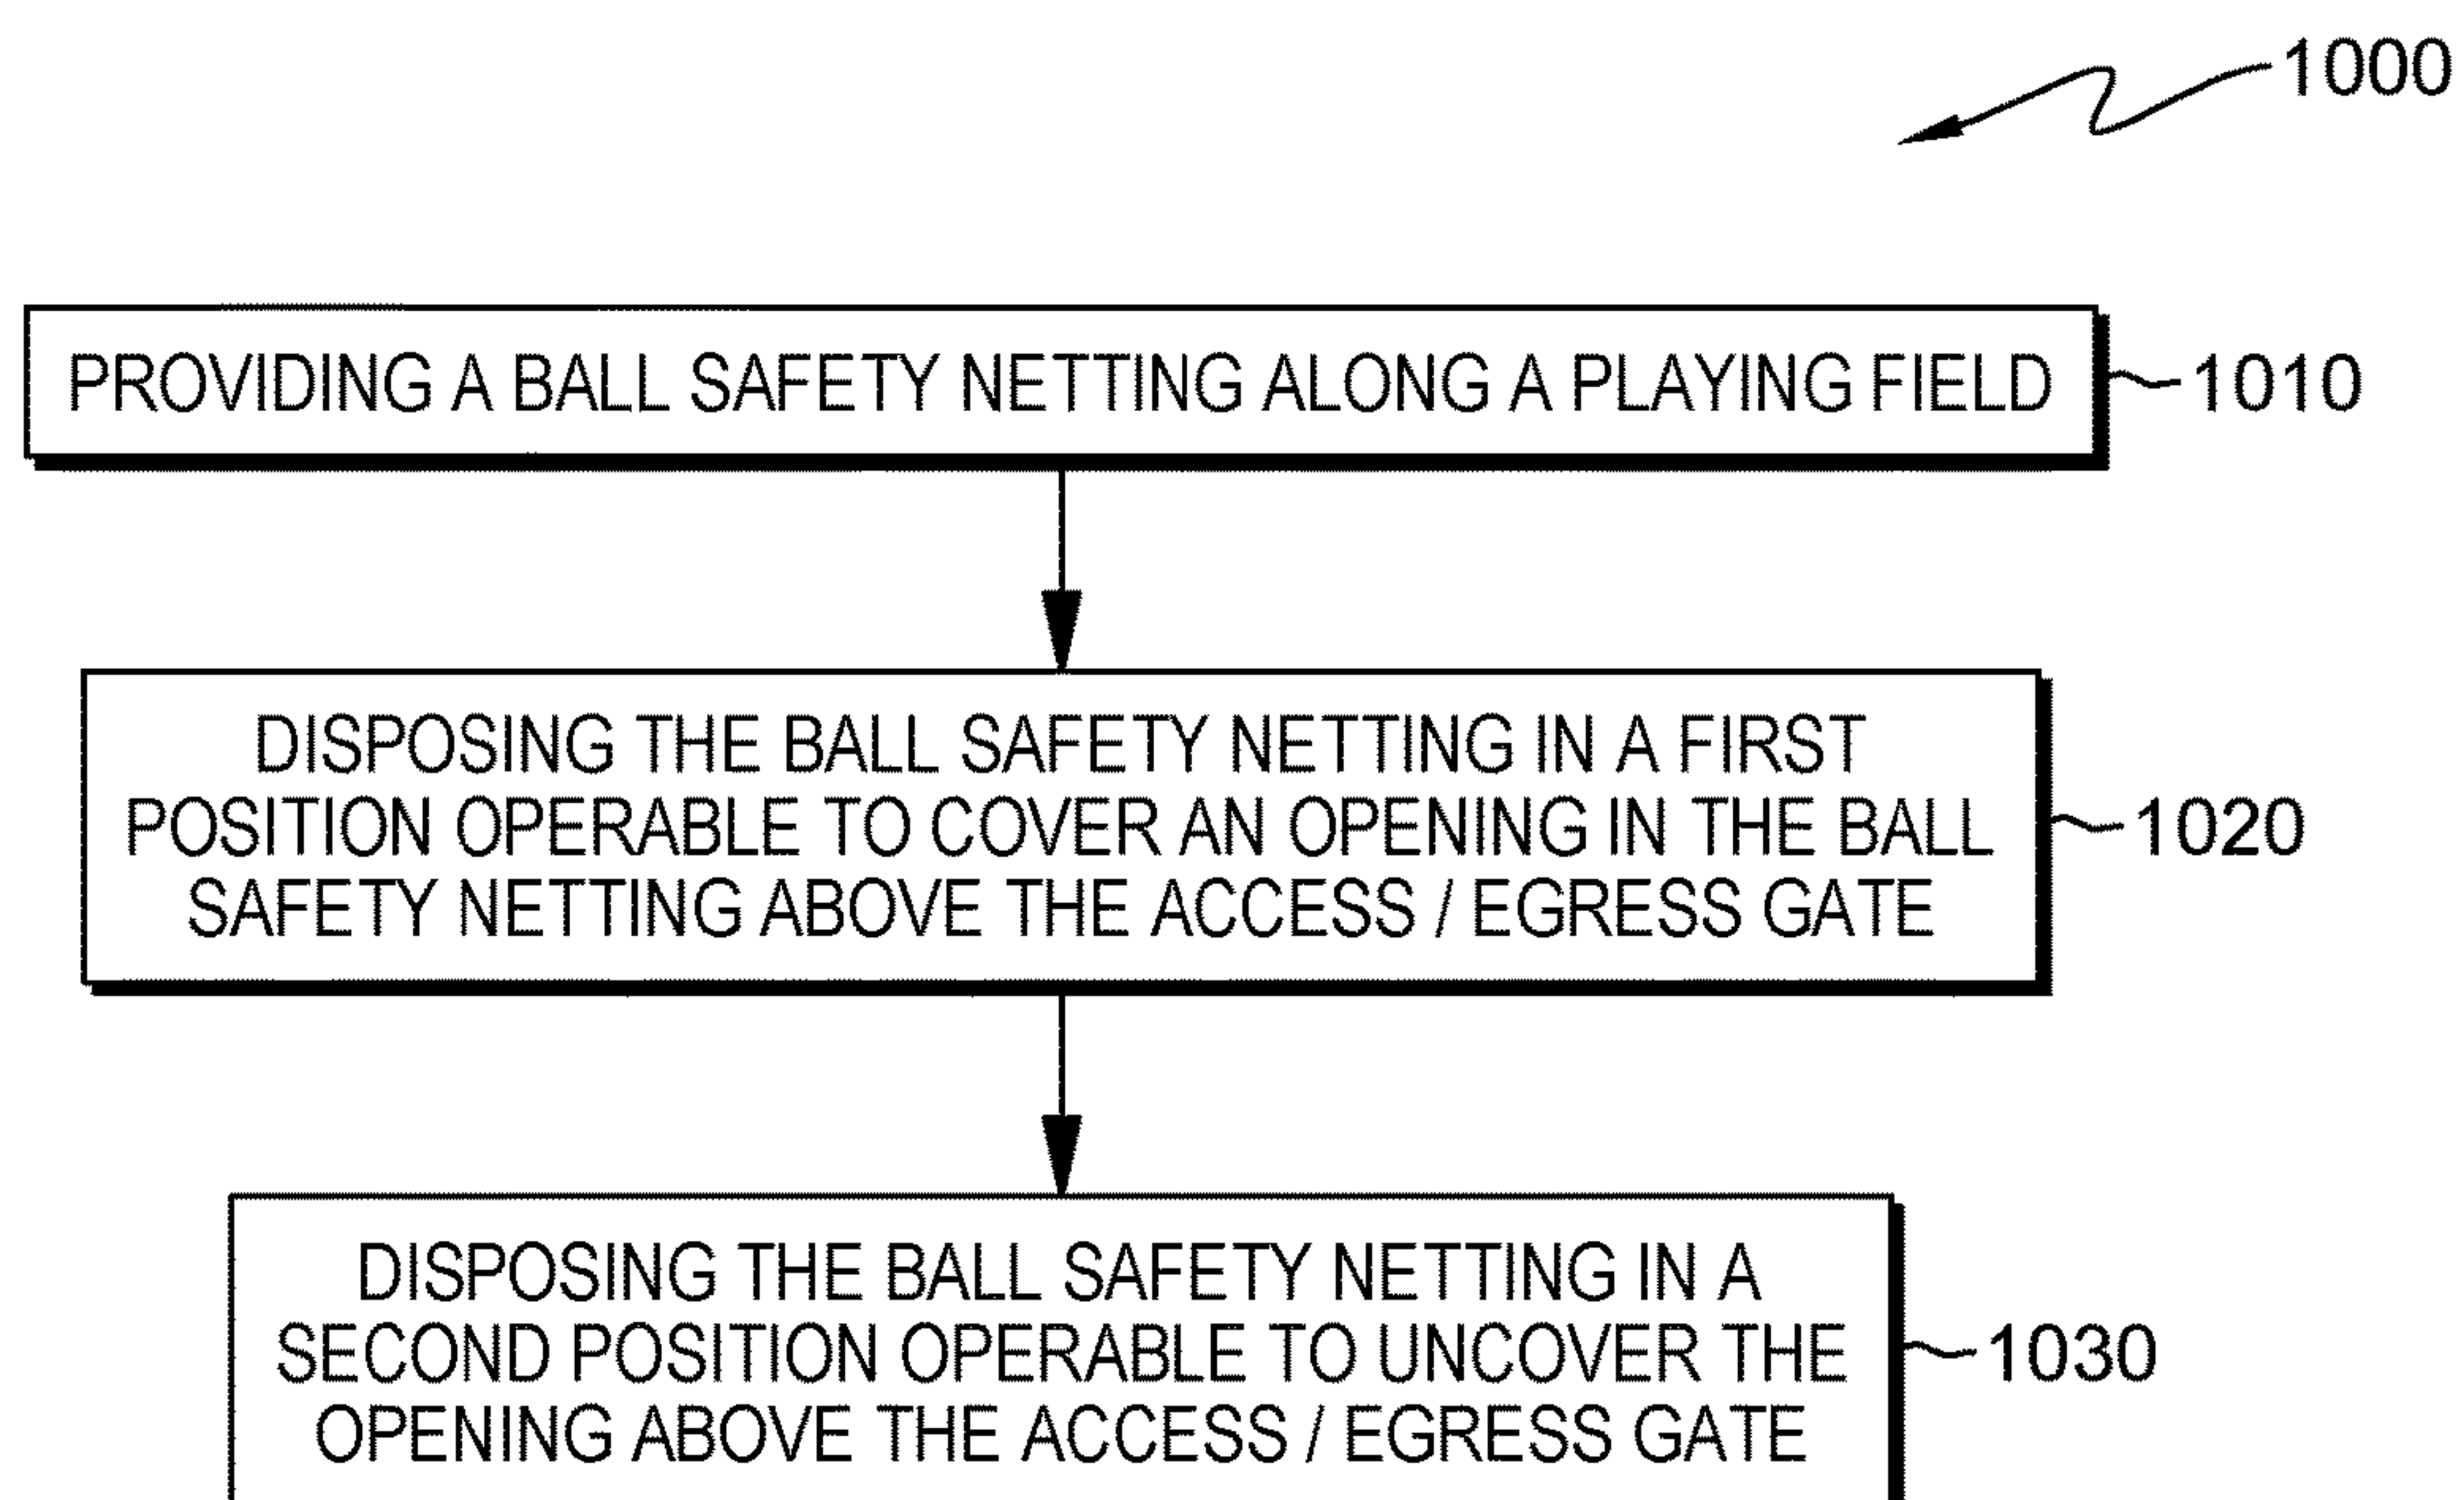 1000
PROVIDING A BALL SAFETY NETTING ALONG A PLAYING FIELD
1010
DISPOSING THE BALL SAFETY NETTING IN A FIRST
POSITION OPERABLE TO COVER AN OPENING IN THE BALL
SAFETY NETTING ABOVE THE ACCESS / EGRESS GATE
1020
DISPOSING THE BALL SAFETY NETTING IN A
SECOND POSITION OPERABLE TO UNCOVER THE
OPENING ABOVE THE ACCESS / EGRESS GATE
1030